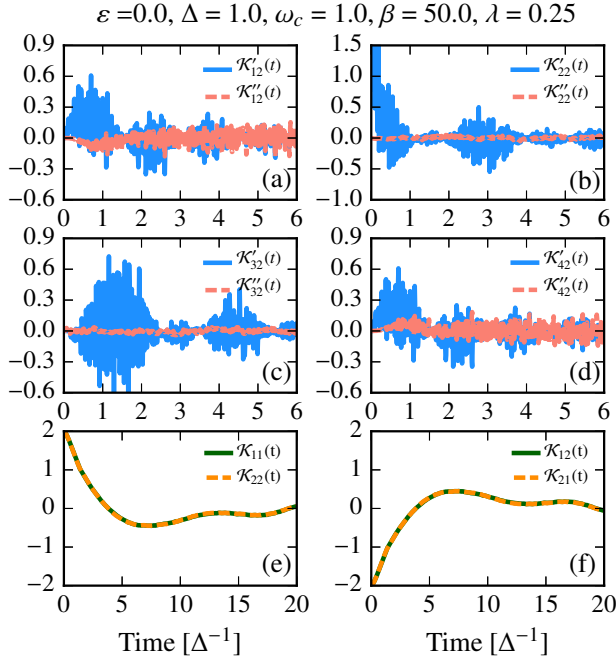 ε =0.0, Δ = 1.0, ω_c = 1.0, β = 50.0, λ = 0.25
0.9 0.6 0.3 0.0 −0.3 −0.6
𝒦′₁₂(t)
𝒦′′₁₂(t)
(a)
0 1 2 3 4 5 6
1.5 1.0 0.5 0.0 −0.5 −1.0
𝒦′₂₂(t)
𝒦′′₂₂(t)
(b)
0 1 2 3 4 5 6
0.9 0.6 0.3 0.0 −0.3 −0.6
𝒦′₃₂(t)
𝒦′′₃₂(t)
(c)
0 1 2 3 4 5 6
0.9 0.6 0.3 0.0 −0.3 −0.6
𝒦′₄₂(t)
𝒦′′₄₂(t)
(d)
0 1 2 3 4 5 6
2 1 0 −1 −2
𝒦₁₁(t)
𝒦₂₂(t)
(e)
0 5 10 15 20
Time [Δ⁻¹]
2 1 0 −1 −2
𝒦₁₂(t)
𝒦₂₁(t)
(f)
0 5 10 15 20
Time [Δ⁻¹]